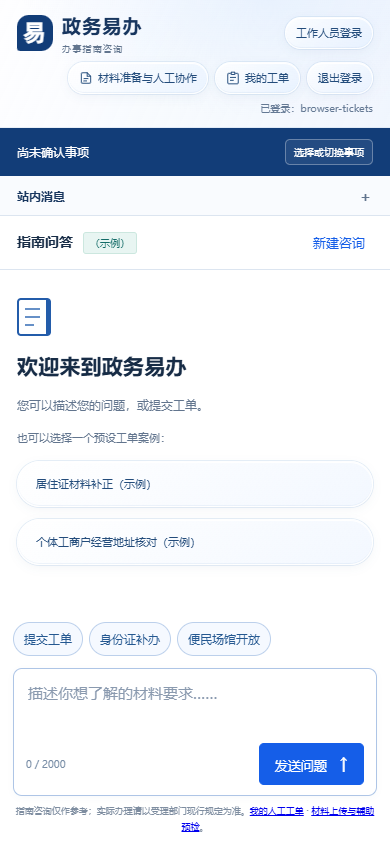 易
政务易办
办事指南咨询
工作人员登录
材料准备与人工协作
我的工单
退出登录
已登录：browser-tickets
尚未确认事项
选择或切换事项
站内消息
+
指南问答
（示例）
新建咨询
欢迎来到政务易办
您可以描述您的问题，或提交工单。
也可以选择一个预设工单案例：
居住证材料补正（示例）
个体工商户经营地址核对（示例）
提交工单
身份证补办
便民场馆开放
描述你想了解的材料要求……
0 / 2000
发送问题 ↑
指南咨询仅作参考；实际办理请以受理部门现行规定为准。我的人工工单 · 材料上传与辅助
预检。